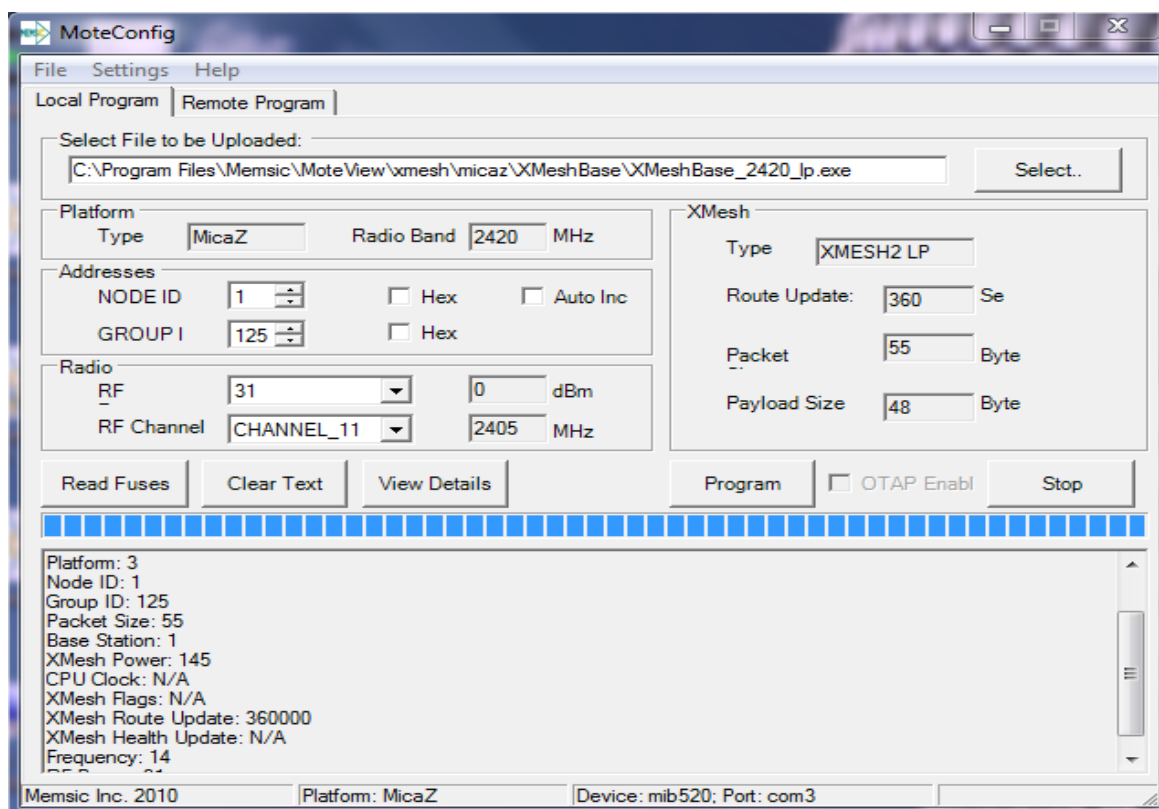 MoteConfig
File Settings Help
Local Program Remote Program
Select File to be Uploaded:
C:\Program Files\Memsic\MoteView\xmesh\micaz\XMeshBase\XMeshBase_2420_lp.exe Select..
Platform
Type MicaZ Radio Band 2420 MHz
Addresses
NODE ID 1 Hex Auto Inc
GROUP I 125 Hex
Radio
RF 31 0 dBm
RF Channel CHANNEL_11 2405 MHz
XMesh
Type XMESH2 LP
Route Update: 360 Se
Packet 55 Byte
Payload Size 48 Byte
Read Fuses Clear Text View Details Program OTAP Enabl Stop
Platform: 3
Node ID: 1
Group ID: 125
Packet Size: 55
Base Station: 1
XMesh Power: 145
CPU Clock: N/A
XMesh Flags: N/A
XMesh Route Update: 360000
XMesh Health Update: N/A
Frequency: 14
Memsic Inc. 2010 Platform: MicaZ Device: mib520; Port: com3